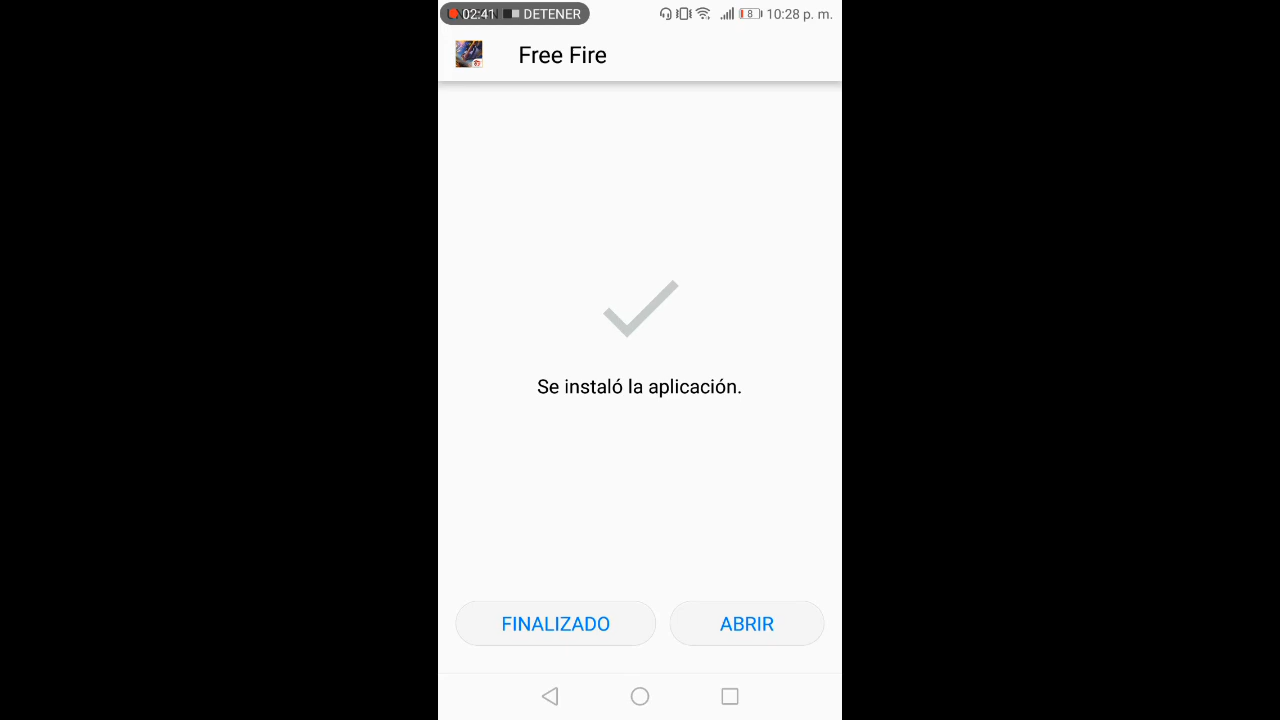 02:41 DETENER 8 10:28 p. m.
Free Fire
Se instaló la aplicación.
FINALIZADO ABRIR